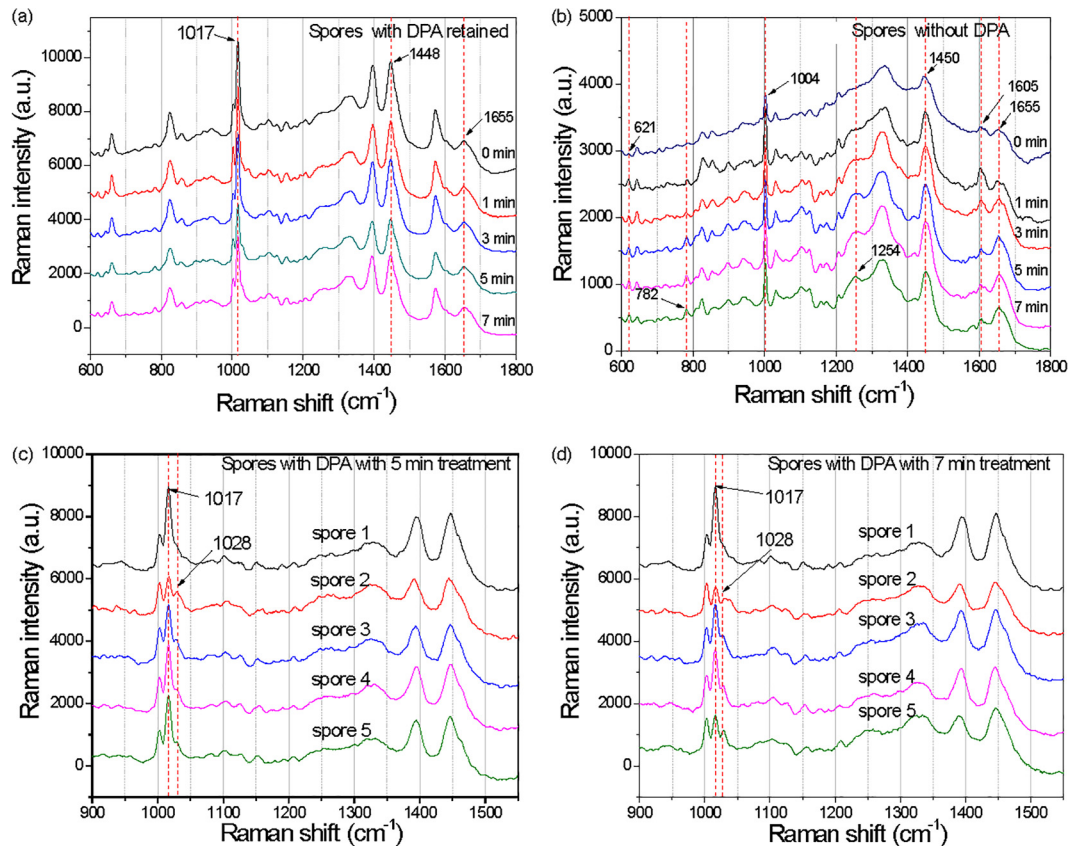 (a)
Spores with DPA retained
1017
1448
1655
0 min
1 min
3 min
5 min
7 min
Raman intensity (a.u.)
10000
8000
6000
4000
2000
0
600 800 1000 1200 1400 1600 1800
Raman shift (cm⁻¹)
(b)
Spores without DPA
1004
1450
1605
1655
621
0 min
1 min
3 min
5 min
7 min
1254
782
Raman intensity (a.u.)
5000
4000
3000
2000
1000
0
600 800 1000 1200 1400 1600 1800
Raman shift (cm⁻¹)
(c)
Spores with DPA with 5 min treatment
1017
1028
spore 1
spore 2
spore 3
spore 4
spore 5
Raman intensity (a.u.)
10000
8000
6000
4000
2000
0
900 1000 1100 1200 1300 1400 1500
Raman shift (cm⁻¹)
(d)
Spores with DPA with 7 min treatment
1017
1028
spore 1
spore 2
spore 3
spore 4
spore 5
Raman intensity (a.u.)
10000
8000
6000
4000
2000
0
900 1000 1100 1200 1300 1400 1500
Raman shift (cm⁻¹)